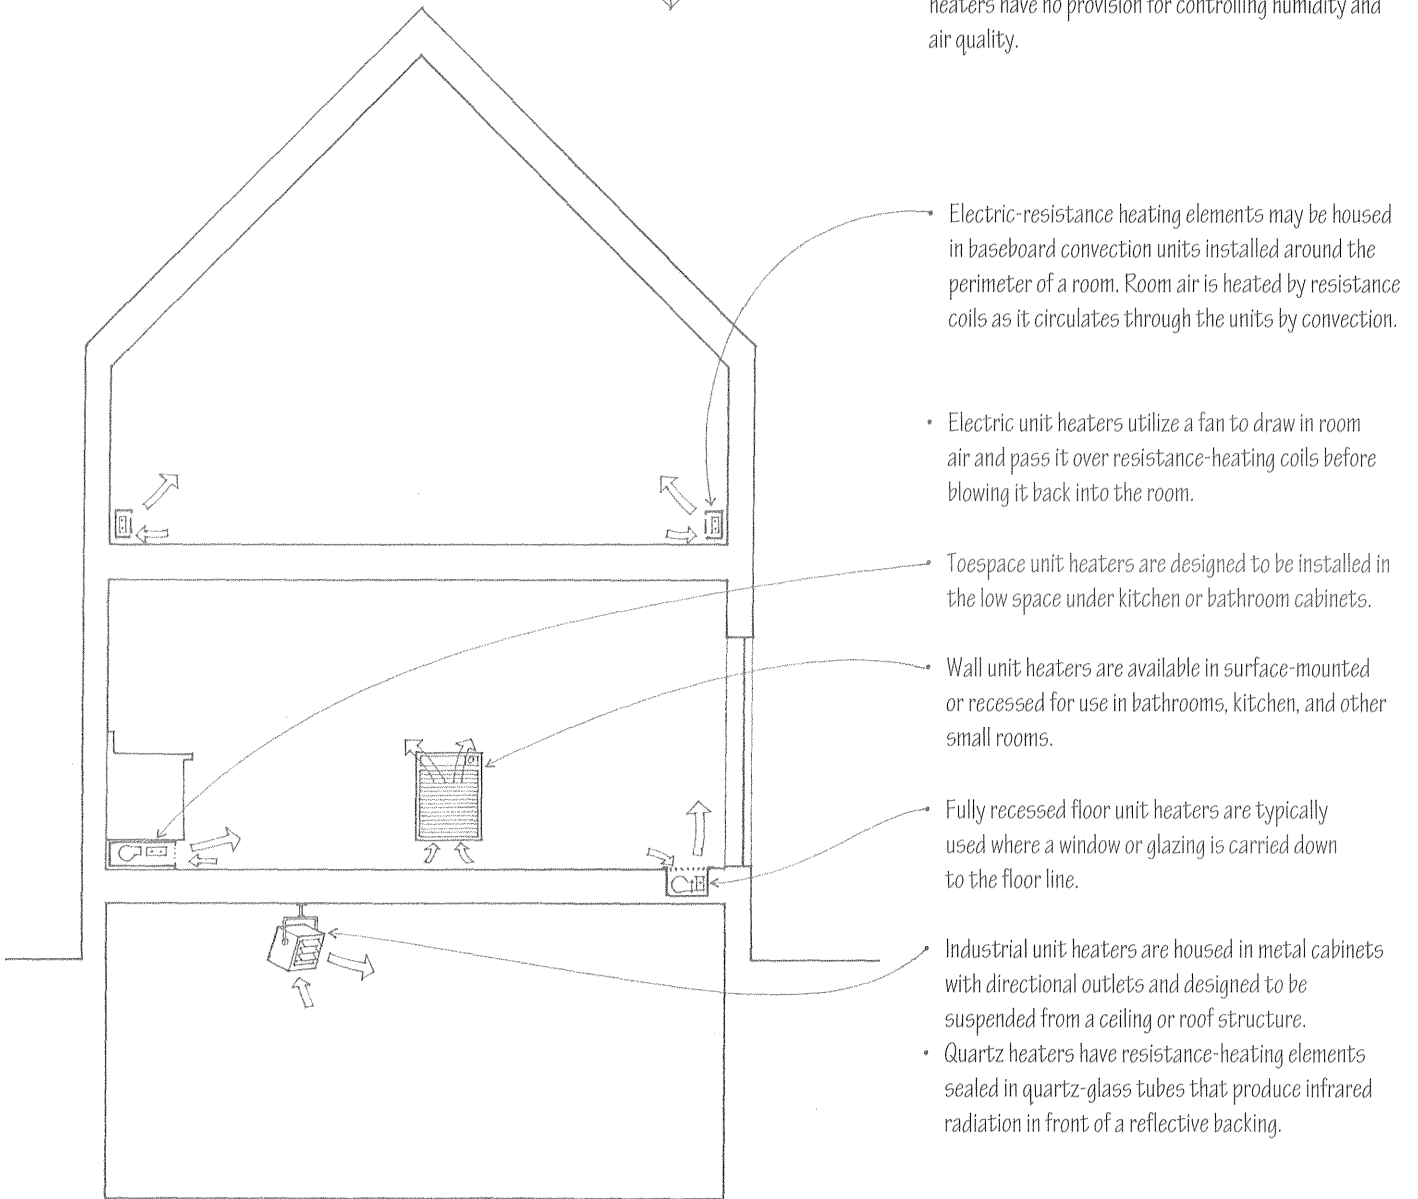 heaters have no provision for controlling humidity and
air quality.
• Electric-resistance heating elements may be housed
in baseboard convection units installed around the
perimeter of a room. Room air is heated by resistance
coils as it circulates through the units by convection.
• Electric unit heaters utilize a fan to draw in room
air and pass it over resistance-heating coils before
blowing it back into the room.
• Toespace unit heaters are designed to be installed in
the low space under kitchen or bathroom cabinets.
• Wall unit heaters are available in surface-mounted
or recessed for use in bathrooms, kitchen, and other
small rooms.
• Fully recessed floor unit heaters are typically
used where a window or glazing is carried down
to the floor line.
• Industrial unit heaters are housed in metal cabinets
with directional outlets and designed to be
suspended from a ceiling or roof structure.
• Quartz heaters have resistance-heating elements
sealed in quartz-glass tubes that produce infrared
radiation in front of a reflective backing.